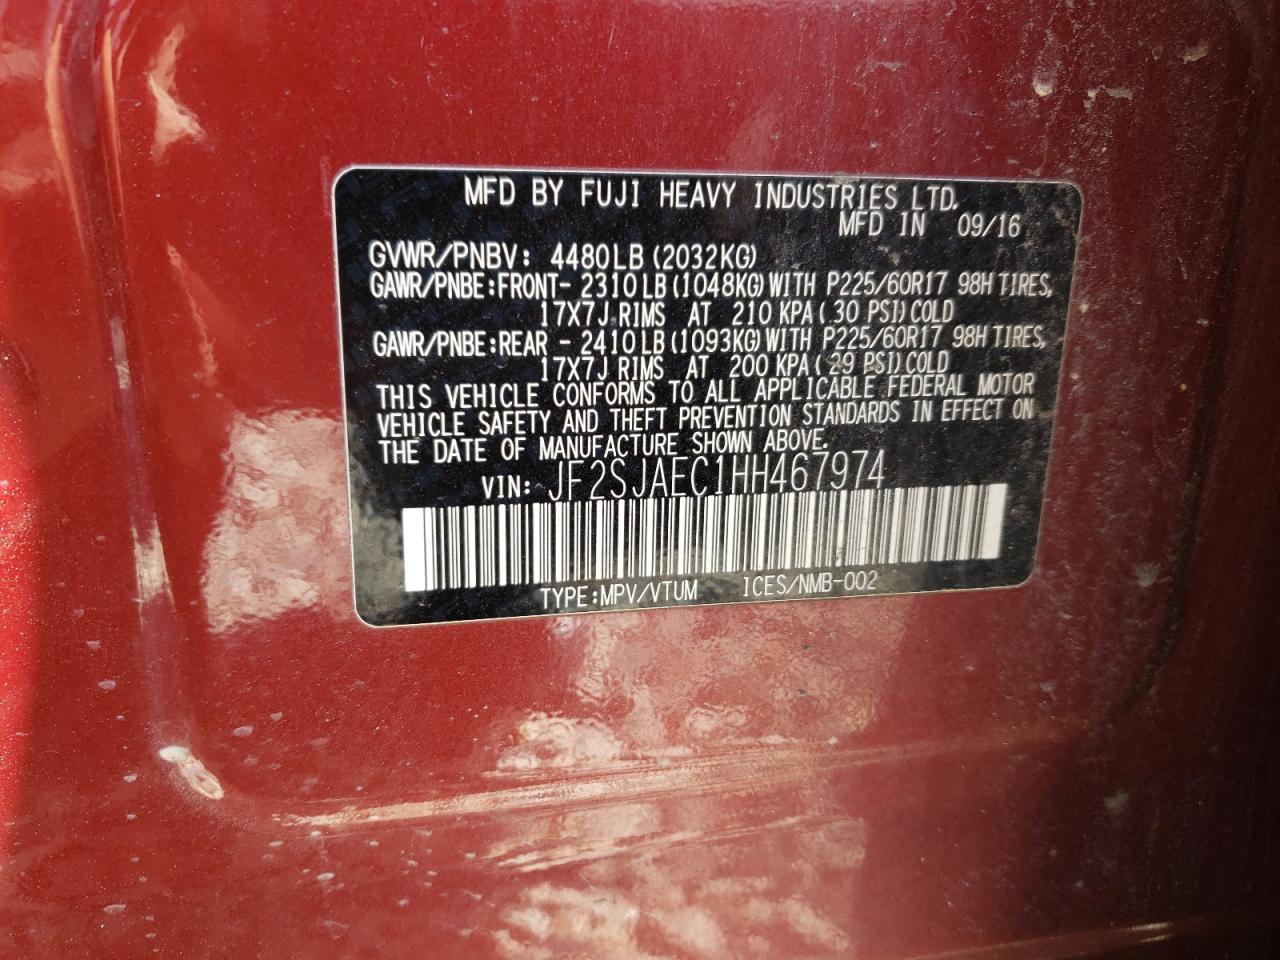 MFD BY FUJI HEAVY INDUSTRIES LTD.
MFD IN 09/16
GVWR/PNBV: 4480LB (2032KG)
GAWR/PNBE:FRONT- 2310LB (1048KG) WITH P225/60R17 98H TIRES,
17X7J RIMS AT 210 KPA ( 30 PSI) COLD
GAWR/PNBE:REAR - 2410LB (1093KG) WITH P225/60R17 98H TIRES,
17X7J RIMS AT 200 KPA ( 29 PSI) COLD
THIS VEHICLE CONFORMS TO ALL APPLICABLE FEDERAL MOTOR
VEHICLE SAFETY AND THEFT PREVENTION STANDARDS IN EFFECT ON
THE DATE OF MANUFACTURE SHOWN ABOVE.
VIN: JF2SJAEC1HH467974
TYPE:MPV/VTUM ICES/NMB-002